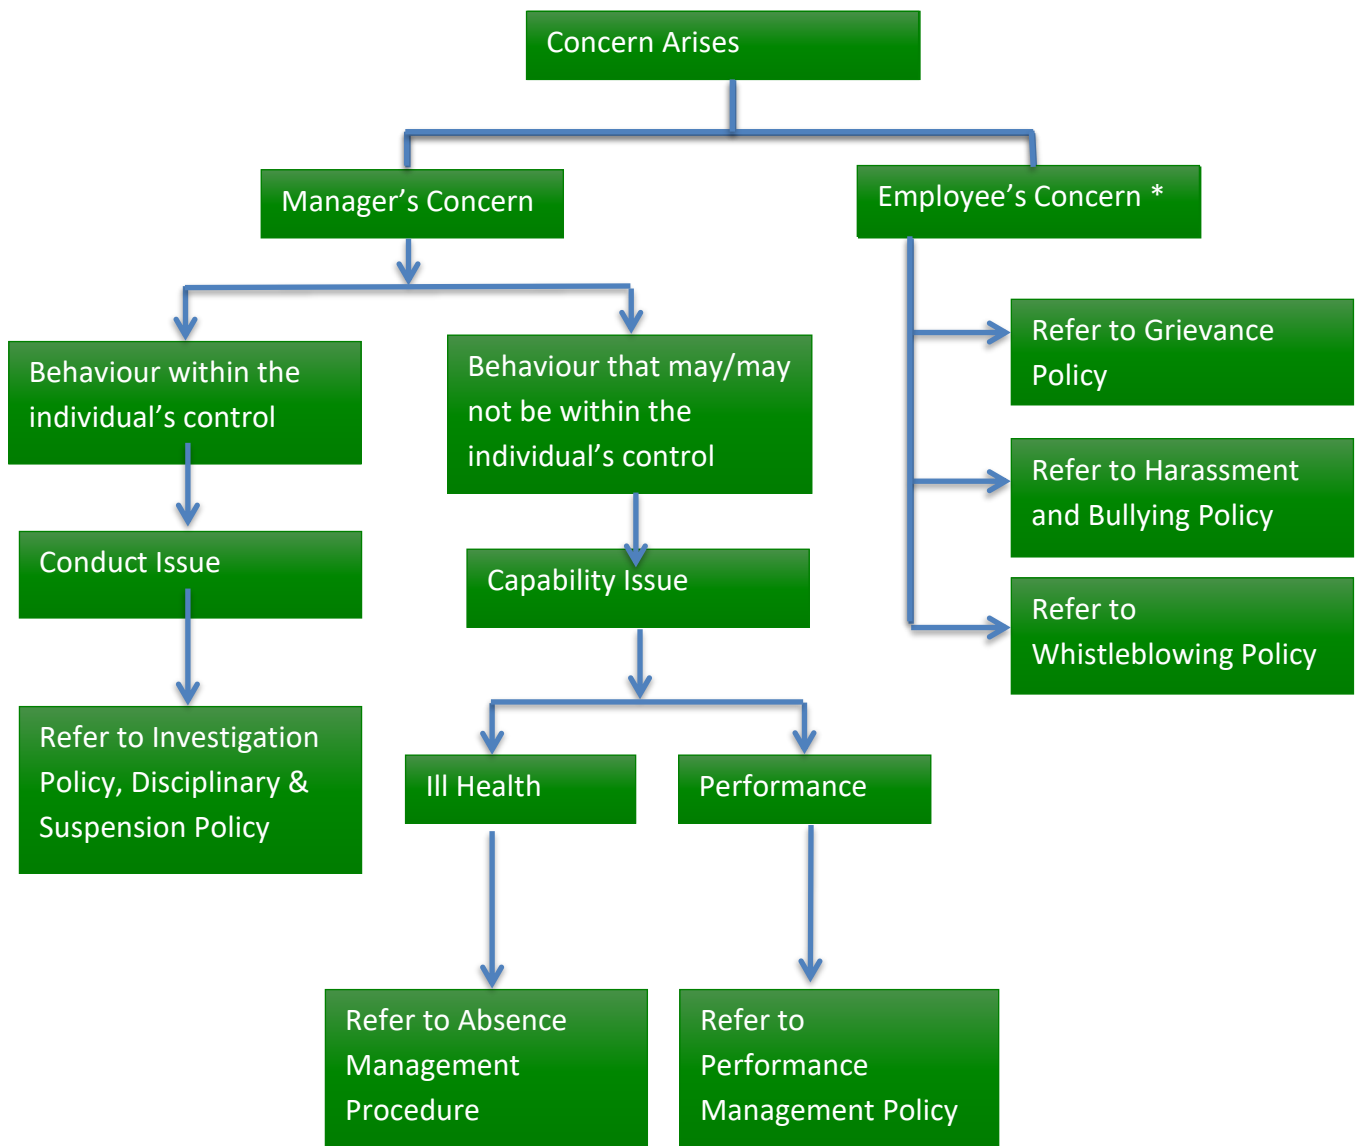 Concern Arises
Manager’s Concern
Employee’s Concern *
Behaviour within the
individual’s control
Behaviour that may/may
not be within the
individual’s control
Refer to Grievance
Policy
Refer to Harassment
and Bullying Policy
Conduct Issue
Capability Issue
Refer to
Whistleblowing Policy
Refer to Investigation
Policy, Disciplinary &
Suspension Policy
Ill Health
Performance
Refer to Absence
Management
Procedure
Refer to
Performance
Management Policy